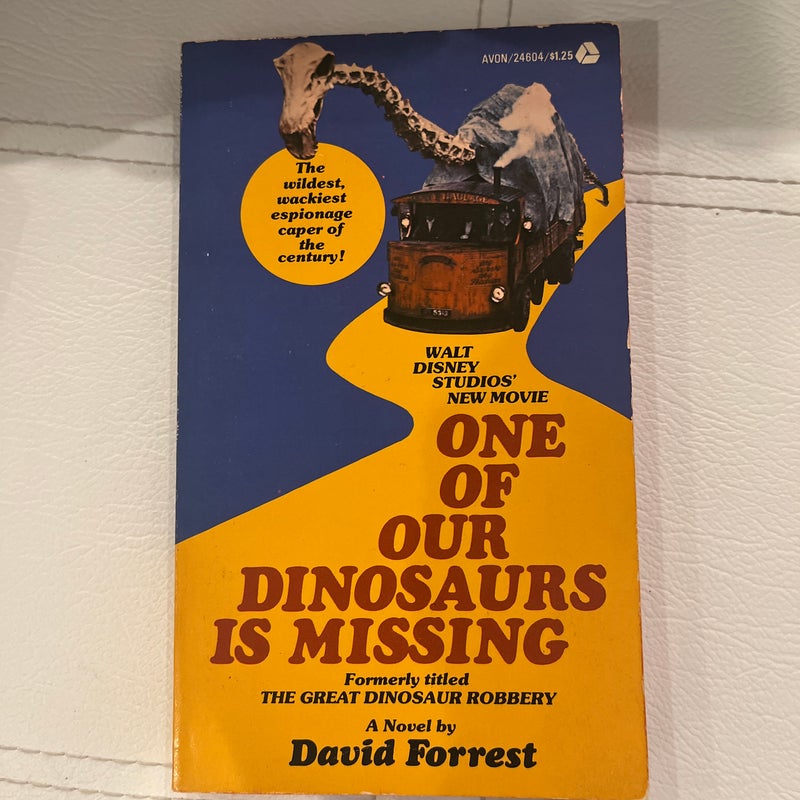 AVON/24604/$1.25
The
wildest,
wackiest
espionage
caper of
the
century!
WALT
DISNEY
STUDIOS'
NEW MOVIE
ONE
OF
OUR
DINOSAURS
IS MISSING
Formerly titled
THE GREAT DINOSAUR ROBBERY
A Novel by
David Forrest